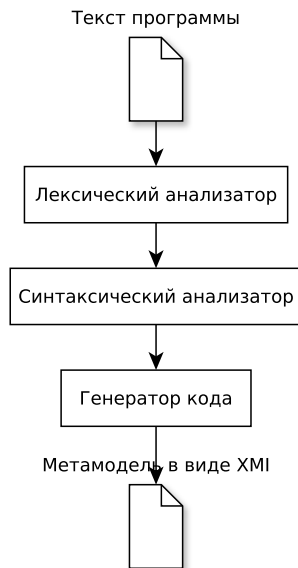 Текст программы
Лексический анализатор
Синтаксический анализатор
Генератор кода
Метамодель в виде XMI